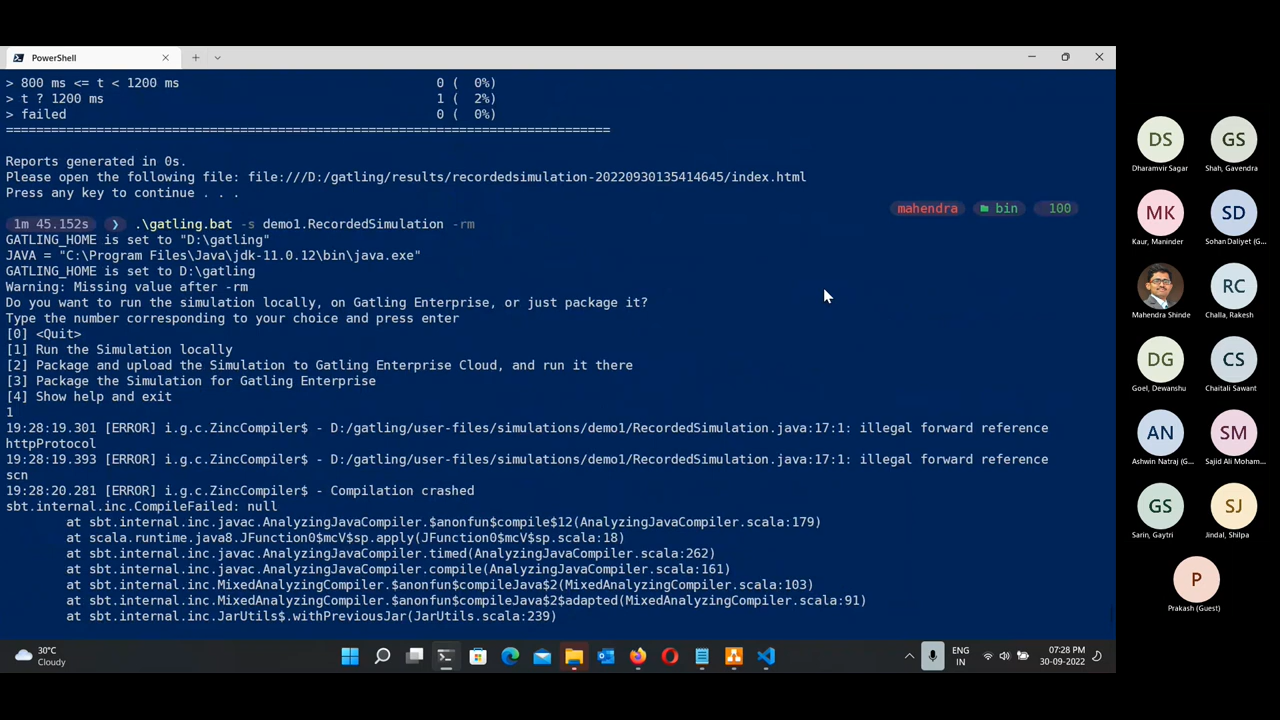 PowerShell
> 800 ms <= t < 1200 ms 0 ( 0%)
> t ? 1200 ms 1 ( 2%)
> failed 0 ( 0%)
================================================================================
Reports generated in 0s.
Please open the following file: file:///D:/gatling/results/recordedsimulation-20220930135414645/index.html
Press any key to continue . . .
mahendra bin 100
1m 45.152s ❯ .\gatling.bat -s demo1.RecordedSimulation -rm
GATLING_HOME is set to "D:\gatling"
JAVA = "C:\Program Files\Java\jdk-11.0.12\bin\java.exe"
GATLING_HOME is set to D:\gatling
Warning: Missing value after -rm
Do you want to run the simulation locally, on Gatling Enterprise, or just package it?
Type the number corresponding to your choice and press enter
[0] <Quit>
[1] Run the Simulation locally
[2] Package and upload the Simulation to Gatling Enterprise Cloud, and run it there
[3] Package the Simulation for Gatling Enterprise
[4] Show help and exit
1
19:28:19.301 [ERROR] i.g.c.ZincCompiler$ - D:/gatling/user-files/simulations/demo1/RecordedSimulation.java:17:1: illegal forward reference
httpProtocol
19:28:19.393 [ERROR] i.g.c.ZincCompiler$ - D:/gatling/user-files/simulations/demo1/RecordedSimulation.java:17:1: illegal forward reference
scn
19:28:20.281 [ERROR] i.g.c.ZincCompiler$ - Compilation crashed
sbt.internal.inc.CompileFailed: null
at sbt.internal.inc.javac.AnalyzingJavaCompiler.$anonfun$compile$12(AnalyzingJavaCompiler.scala:179)
at scala.runtime.java8.JFunction0$mcV$sp.apply(JFunction0$mcV$sp.scala:18)
at sbt.internal.inc.javac.AnalyzingJavaCompiler.timed(AnalyzingJavaCompiler.scala:262)
at sbt.internal.inc.javac.AnalyzingJavaCompiler.compile(AnalyzingJavaCompiler.scala:161)
at sbt.internal.inc.MixedAnalyzingCompiler.$anonfun$compileJava$2(MixedAnalyzingCompiler.scala:103)
at sbt.internal.inc.MixedAnalyzingCompiler.$anonfun$compileJava$2$adapted(MixedAnalyzingCompiler.scala:91)
at sbt.internal.inc.JarUtils$.withPreviousJar(JarUtils.scala:239)
30°C
Cloudy
ENG
IN
07:28 PM
30-09-2022
DS GS
Dharamvir Sagar Shah, Gavendra
MK SD
Kaur, Maninder Sohan Daliyet (G...
RC
Mahendra Shinde Challa, Rakesh
DG CS
Goel, Dewanshu Chaitali Sawant
AN SM
Ashwin Natraj (G... Sajid Ali Moham...
GS SJ
Sarin, Gaytri Jindal, Shilpa
P
Prakash (Guest)